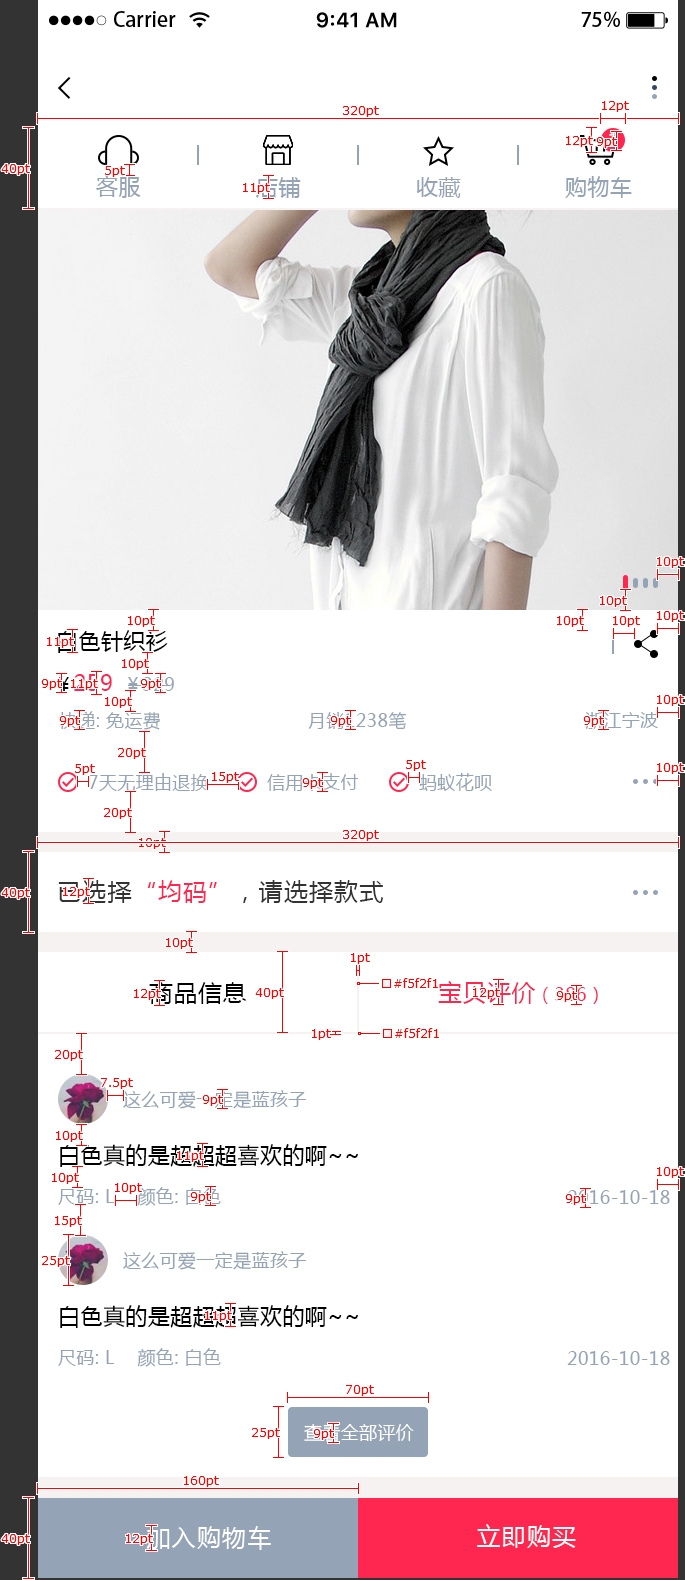 Carrier 9:41 AM 75%
320pt 12pt
40pt 5pt 11pt 12pt 9pt
客服 店铺 收藏 购物车
10pt
10pt 10pt
10pt 10pt 10pt
11pt 白色针织衫
10pt
9pt ¥ 11pt 9pt
10pt 10pt
9pt 快递: 免运费 月销 9pt 238笔 9pt 浙江宁波
20pt
5pt 15pt 5pt 10pt
7天无理由退换 信用卡支付 9pt 蚂蚁花呗
20pt
10pt 320pt
40pt 12pt 已选择“均码”，请选择款式
10pt
1pt
12pt 商品信息 40pt #f5f2f1 宝贝评价 12pt 9pt
1pt #f5f2f1
20pt
7.5pt
这么可爱一定是蓝孩子 9pt
10pt
白色真的是超超超喜欢的啊~~ 11pt
10pt 10pt 10pt
尺码: L 颜色: 白色 9pt 9pt 2016-10-18
15pt
25pt 这么可爱一定是蓝孩子
白色真的是超超超喜欢的啊~~ 11pt
尺码: L 颜色: 白色 2016-10-18
70pt
25pt 查看全部评价 9pt
160pt
40pt 12pt 加入购物车 立即购买